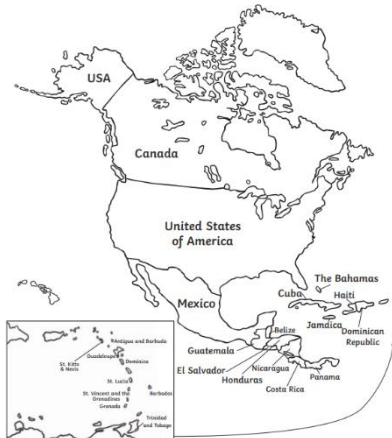 USA
Canada
United States
of America
The Bahamas
Mexico
Cuba
Haiti
Jamaica
Dominican
Republic
Belize
Guatemala
El Salvador
Honduras
Nicaragua
Panama
Costa Rica
Antigua and Barbuda
St. Kitts
& Nevis
Guadeloupe
Dominica
St. Lucia
St. Vincent and the
Grenadines
Barbados
Grenada
Trinidad
and Tobago